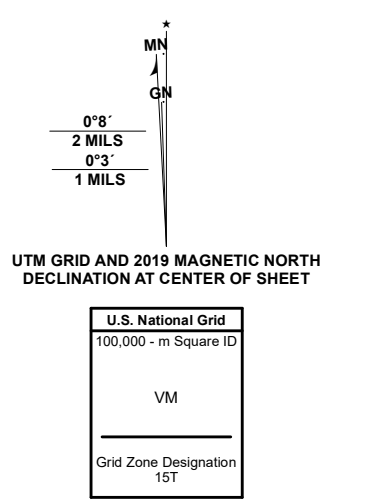 ★
MN
GN
0°8´
2 MILS
0°3´
1 MILS
UTM GRID AND 2019 MAGNETIC NORTH
DECLINATION AT CENTER OF SHEET
U.S. National Grid
100,000 - m Square ID
VM
Grid Zone Designation
15T